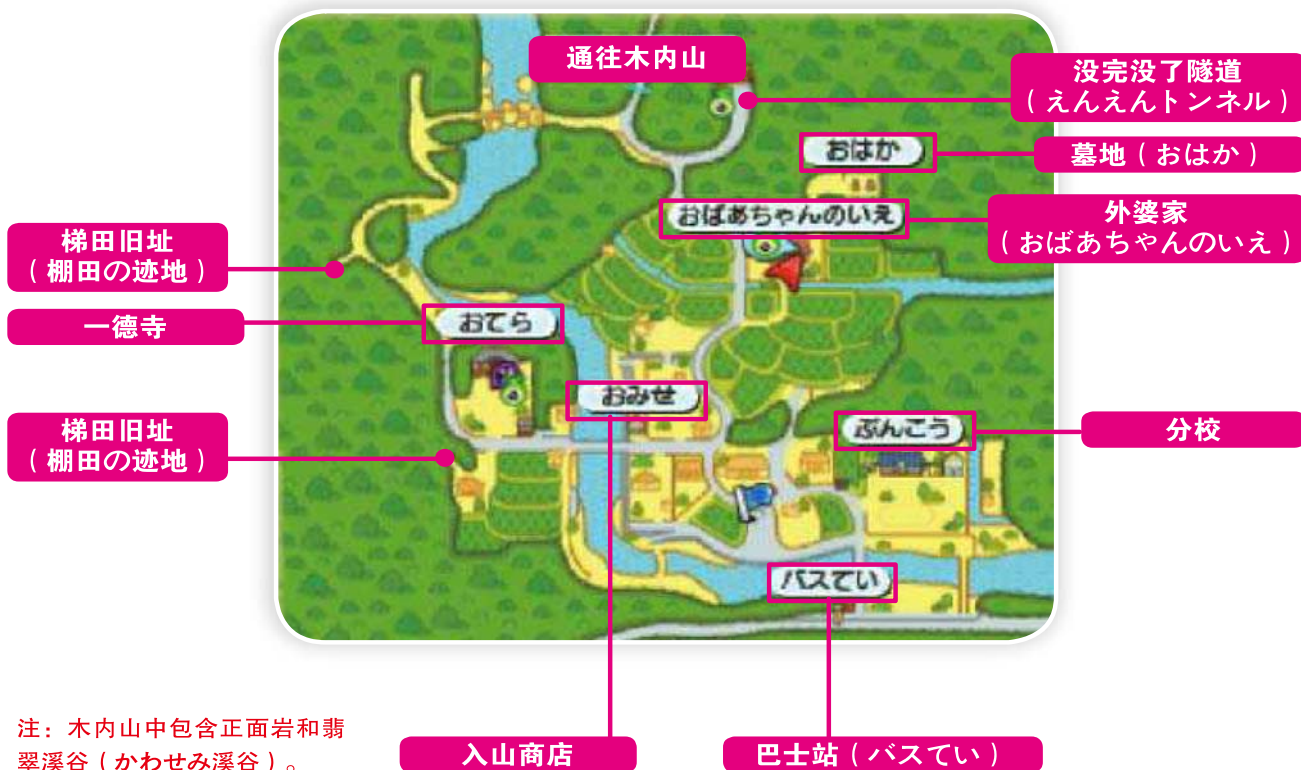 通往木内山
没完没了隧道
（えんえんトンネル）
おはか
墓地（おはか）
おばあちゃんのいえ
外婆家
（おばあちゃんのいえ）
梯田旧址
（棚田の迹地）
一德寺
おてら
おみせ
ぶんこう
分校
梯田旧址
（棚田の迹地）
バスてい
注：木内山中包含正面岩和翡
翠溪谷（かわせみ溪谷）。
入山商店
巴士站（バスてい）